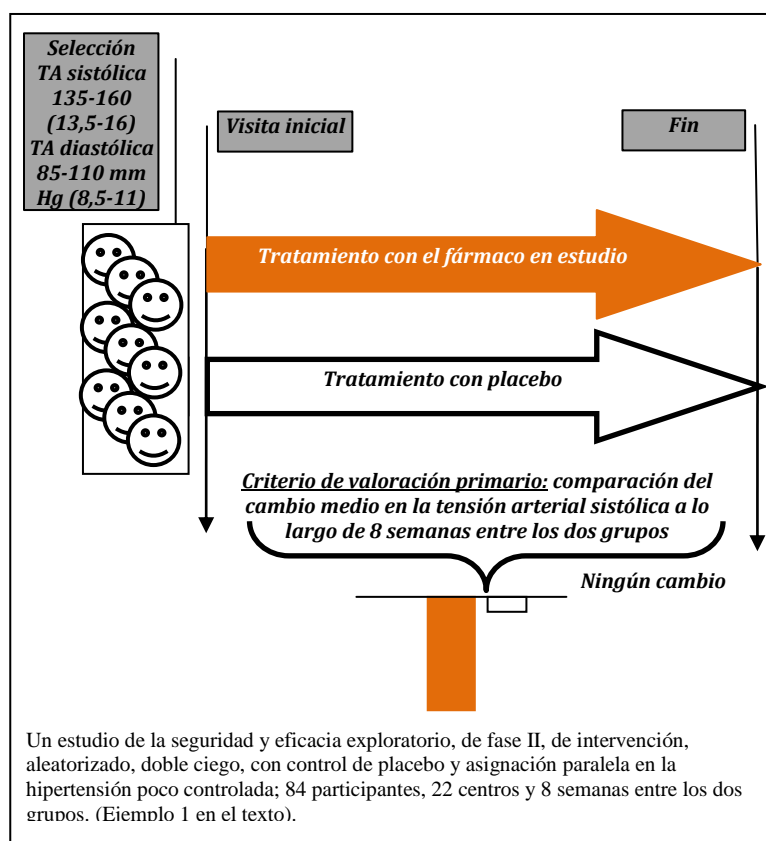 Selección
TA sistólica
135-160
(13,5-16)
TA diastólica
85-110 mm
Hg (8,5-11)
Visita inicial
Fin
Tratamiento con el fármaco en estudio
Tratamiento con placebo
Criterio de valoración primario: comparación del
cambio medio en la tensión arterial sistólica a lo
largo de 8 semanas entre los dos grupos
Ningún cambio
Un estudio de la seguridad y eficacia exploratorio, de fase II, de intervención,
aleatorizado, doble ciego, con control de placebo y asignación paralela en la
hipertensión poco controlada; 84 participantes, 22 centros y 8 semanas entre los dos
grupos. (Ejemplo 1 en el texto).